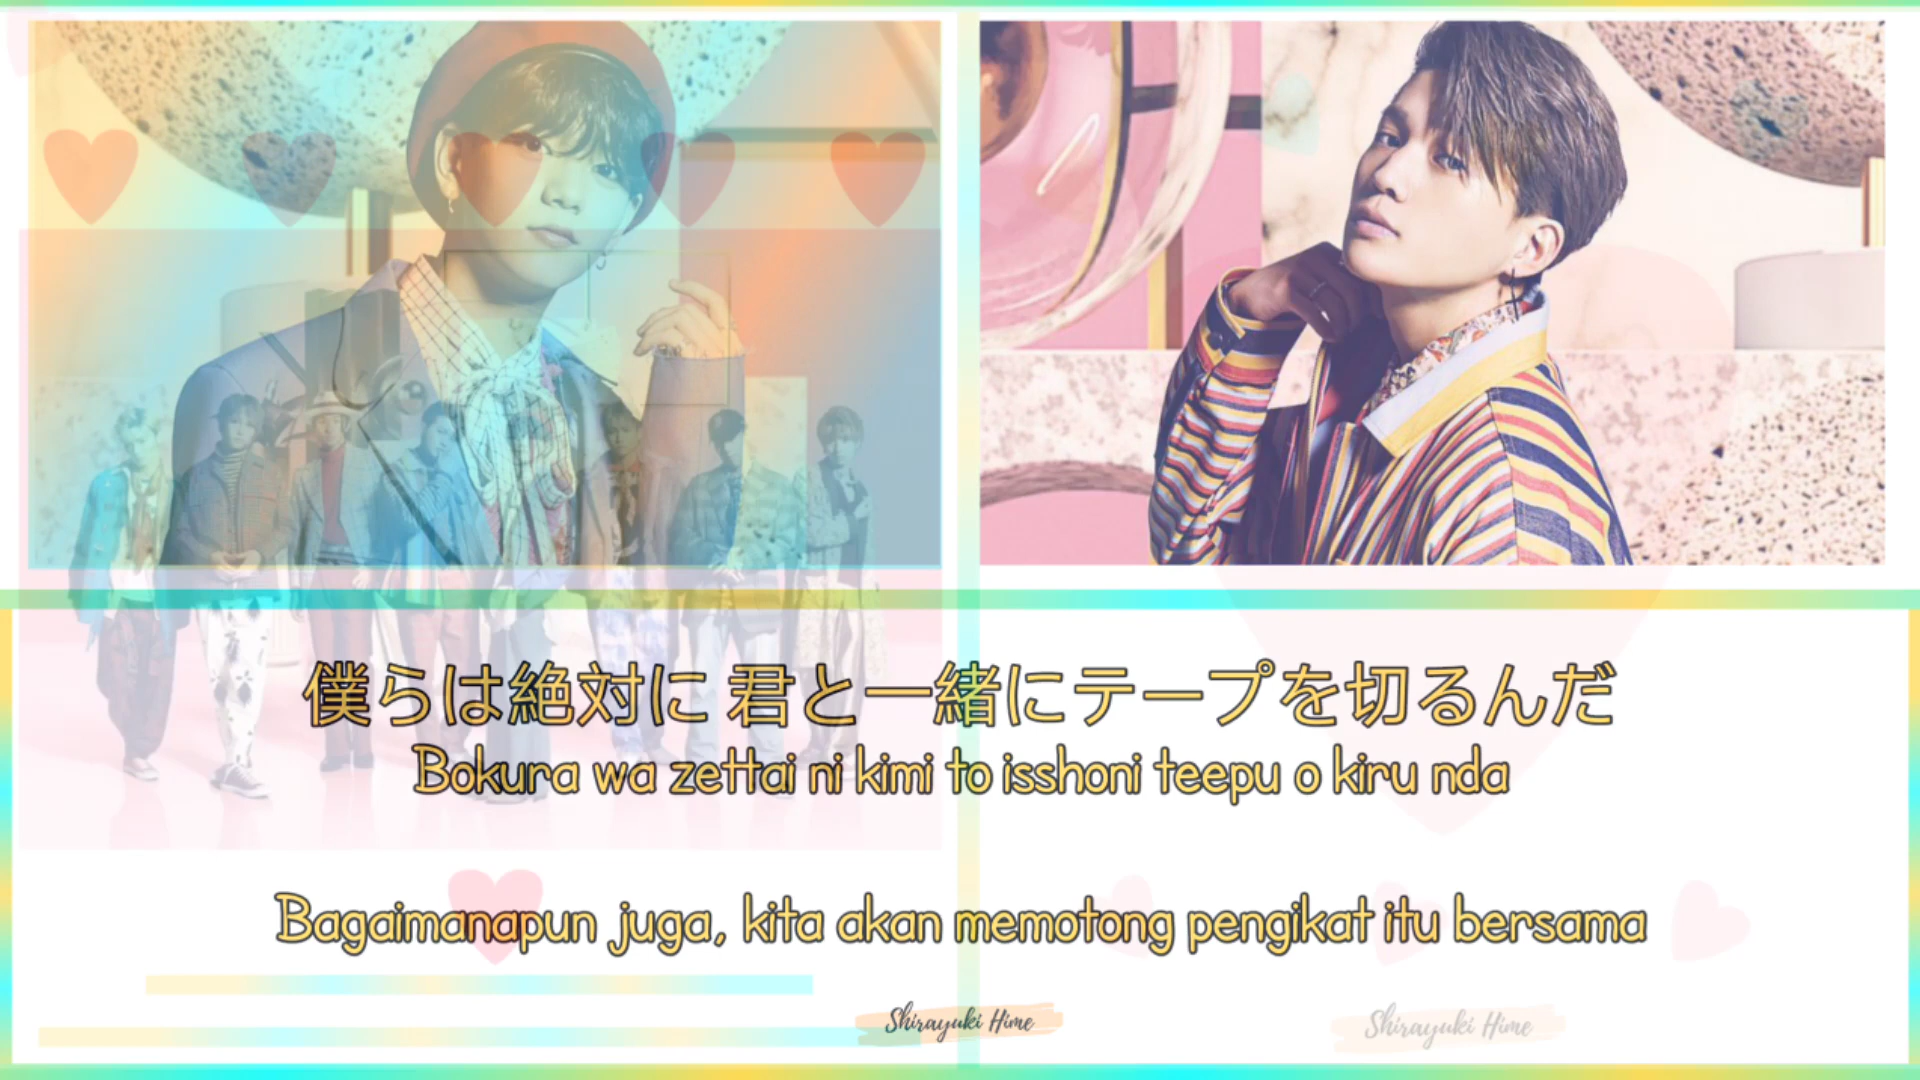 僕らは絶対に 君と一緒にテープを切るんだ
Bokura wa zettai ni kimi to isshoni teepu o kiru nda
Bagaimanapun juga, kita akan memotong pengikat itu bersama
Shirayuki Hime
Shirayuki Hime